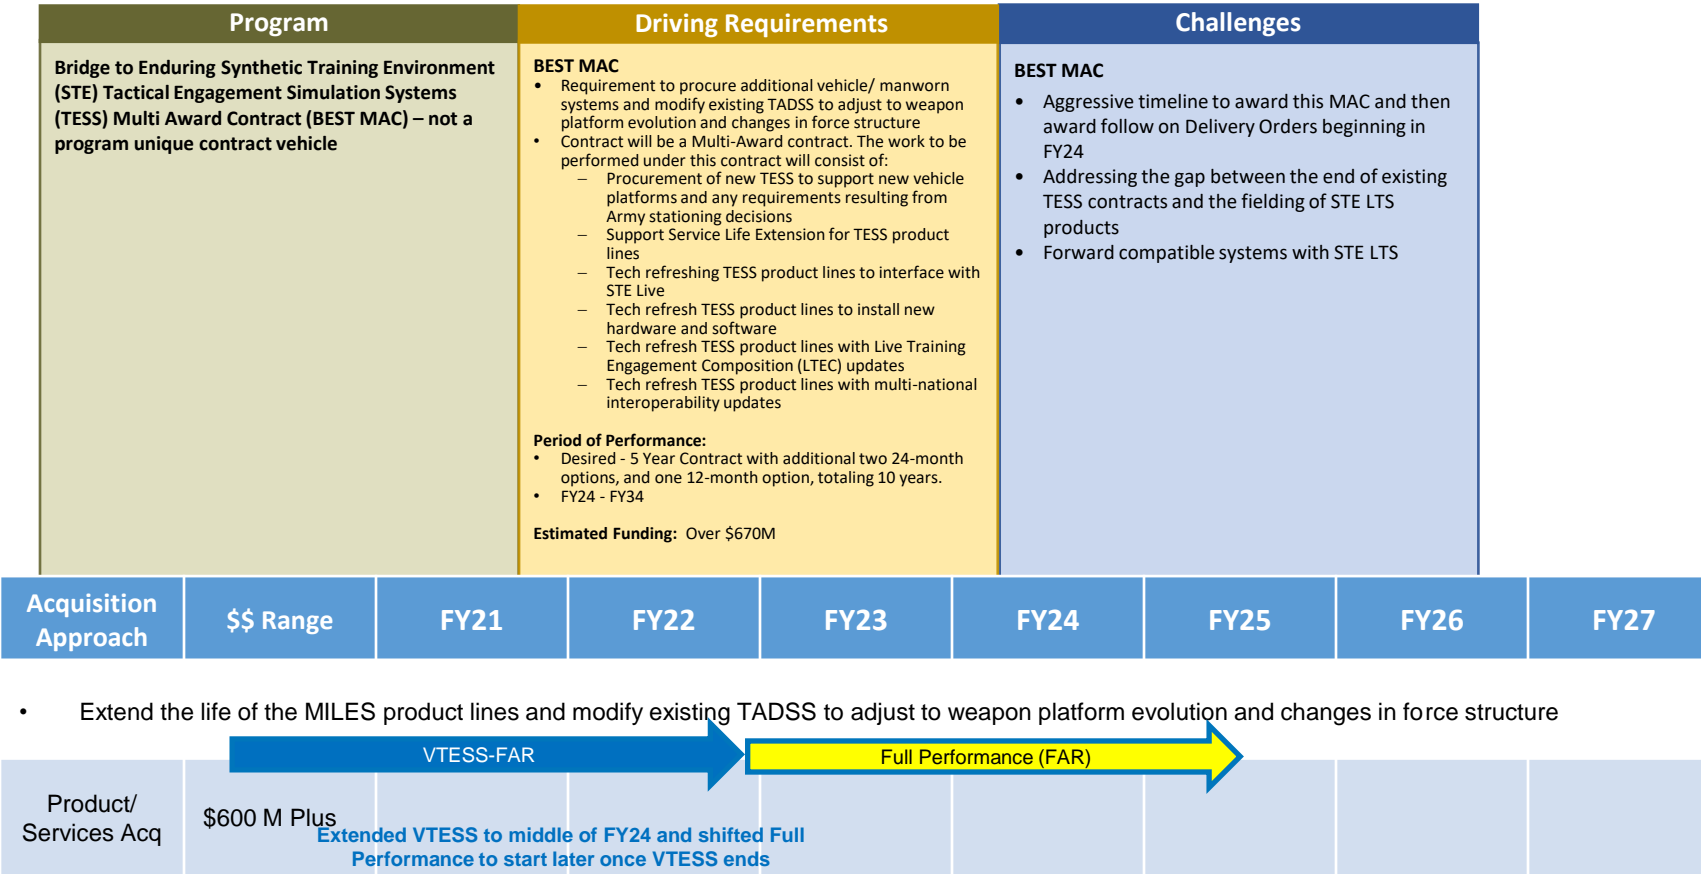 Program
Driving Requirements
Challenges
Bridge to Enduring Synthetic Training Environment
(STE) Tactical Engagement Simulation Systems
(TESS) Multi Award Contract (BEST MAC) – not a
program unique contract vehicle
BEST MAC
• Requirement to procure additional vehicle/ manworn
systems and modify existing TADSS to adjust to weapon
platform evolution and changes in force structure
• Contract will be a Multi-Award contract. The work to be
performed under this contract will consist of:
– Procurement of new TESS to support new vehicle
platforms and any requirements resulting from
Army stationing decisions
– Support Service Life Extension for TESS product
lines
– Tech refreshing TESS product lines to interface with
STE Live
– Tech refresh TESS product lines to install new
hardware and software
– Tech refresh TESS product lines with Live Training
Engagement Composition (LTEC) updates
– Tech refresh TESS product lines with multi-national
interoperability updates
Period of Performance:
• Desired - 5 Year Contract with additional two 24-month
options, and one 12-month option, totaling 10 years.
• FY24 - FY34
Estimated Funding: Over $670M
BEST MAC
• Aggressive timeline to award this MAC and then
award follow on Delivery Orders beginning in
FY24
• Addressing the gap between the end of existing
TESS contracts and the fielding of STE LTS
products
• Forward compatible systems with STE LTS
Acquisition
Approach
$$ Range
FY21
FY22
FY23
FY24
FY25
FY26
FY27
• Extend the life of the MILES product lines and modify existing TADSS to adjust to weapon platform evolution and changes in force structure
VTESS-FAR
Full Performance (FAR)
Product/
Services Acq
$600 M Plus
Extended VTESS to middle of FY24 and shifted Full
Performance to start later once VTESS ends